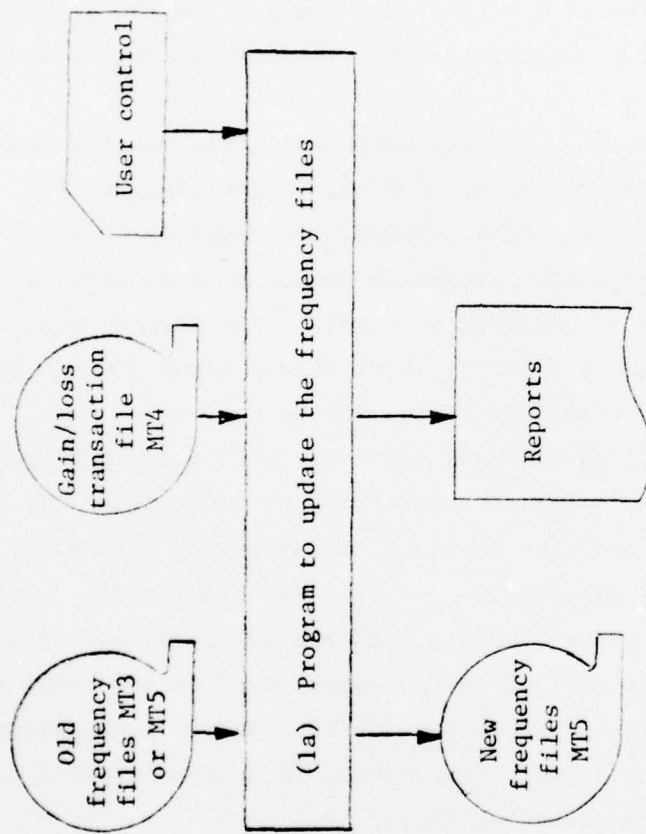 Old
frequency
files MT3
or MT5
Gain/loss
transaction
file
MT4
User control
(1a) Program to update the frequency files
New
frequency
files
MT5
Reports